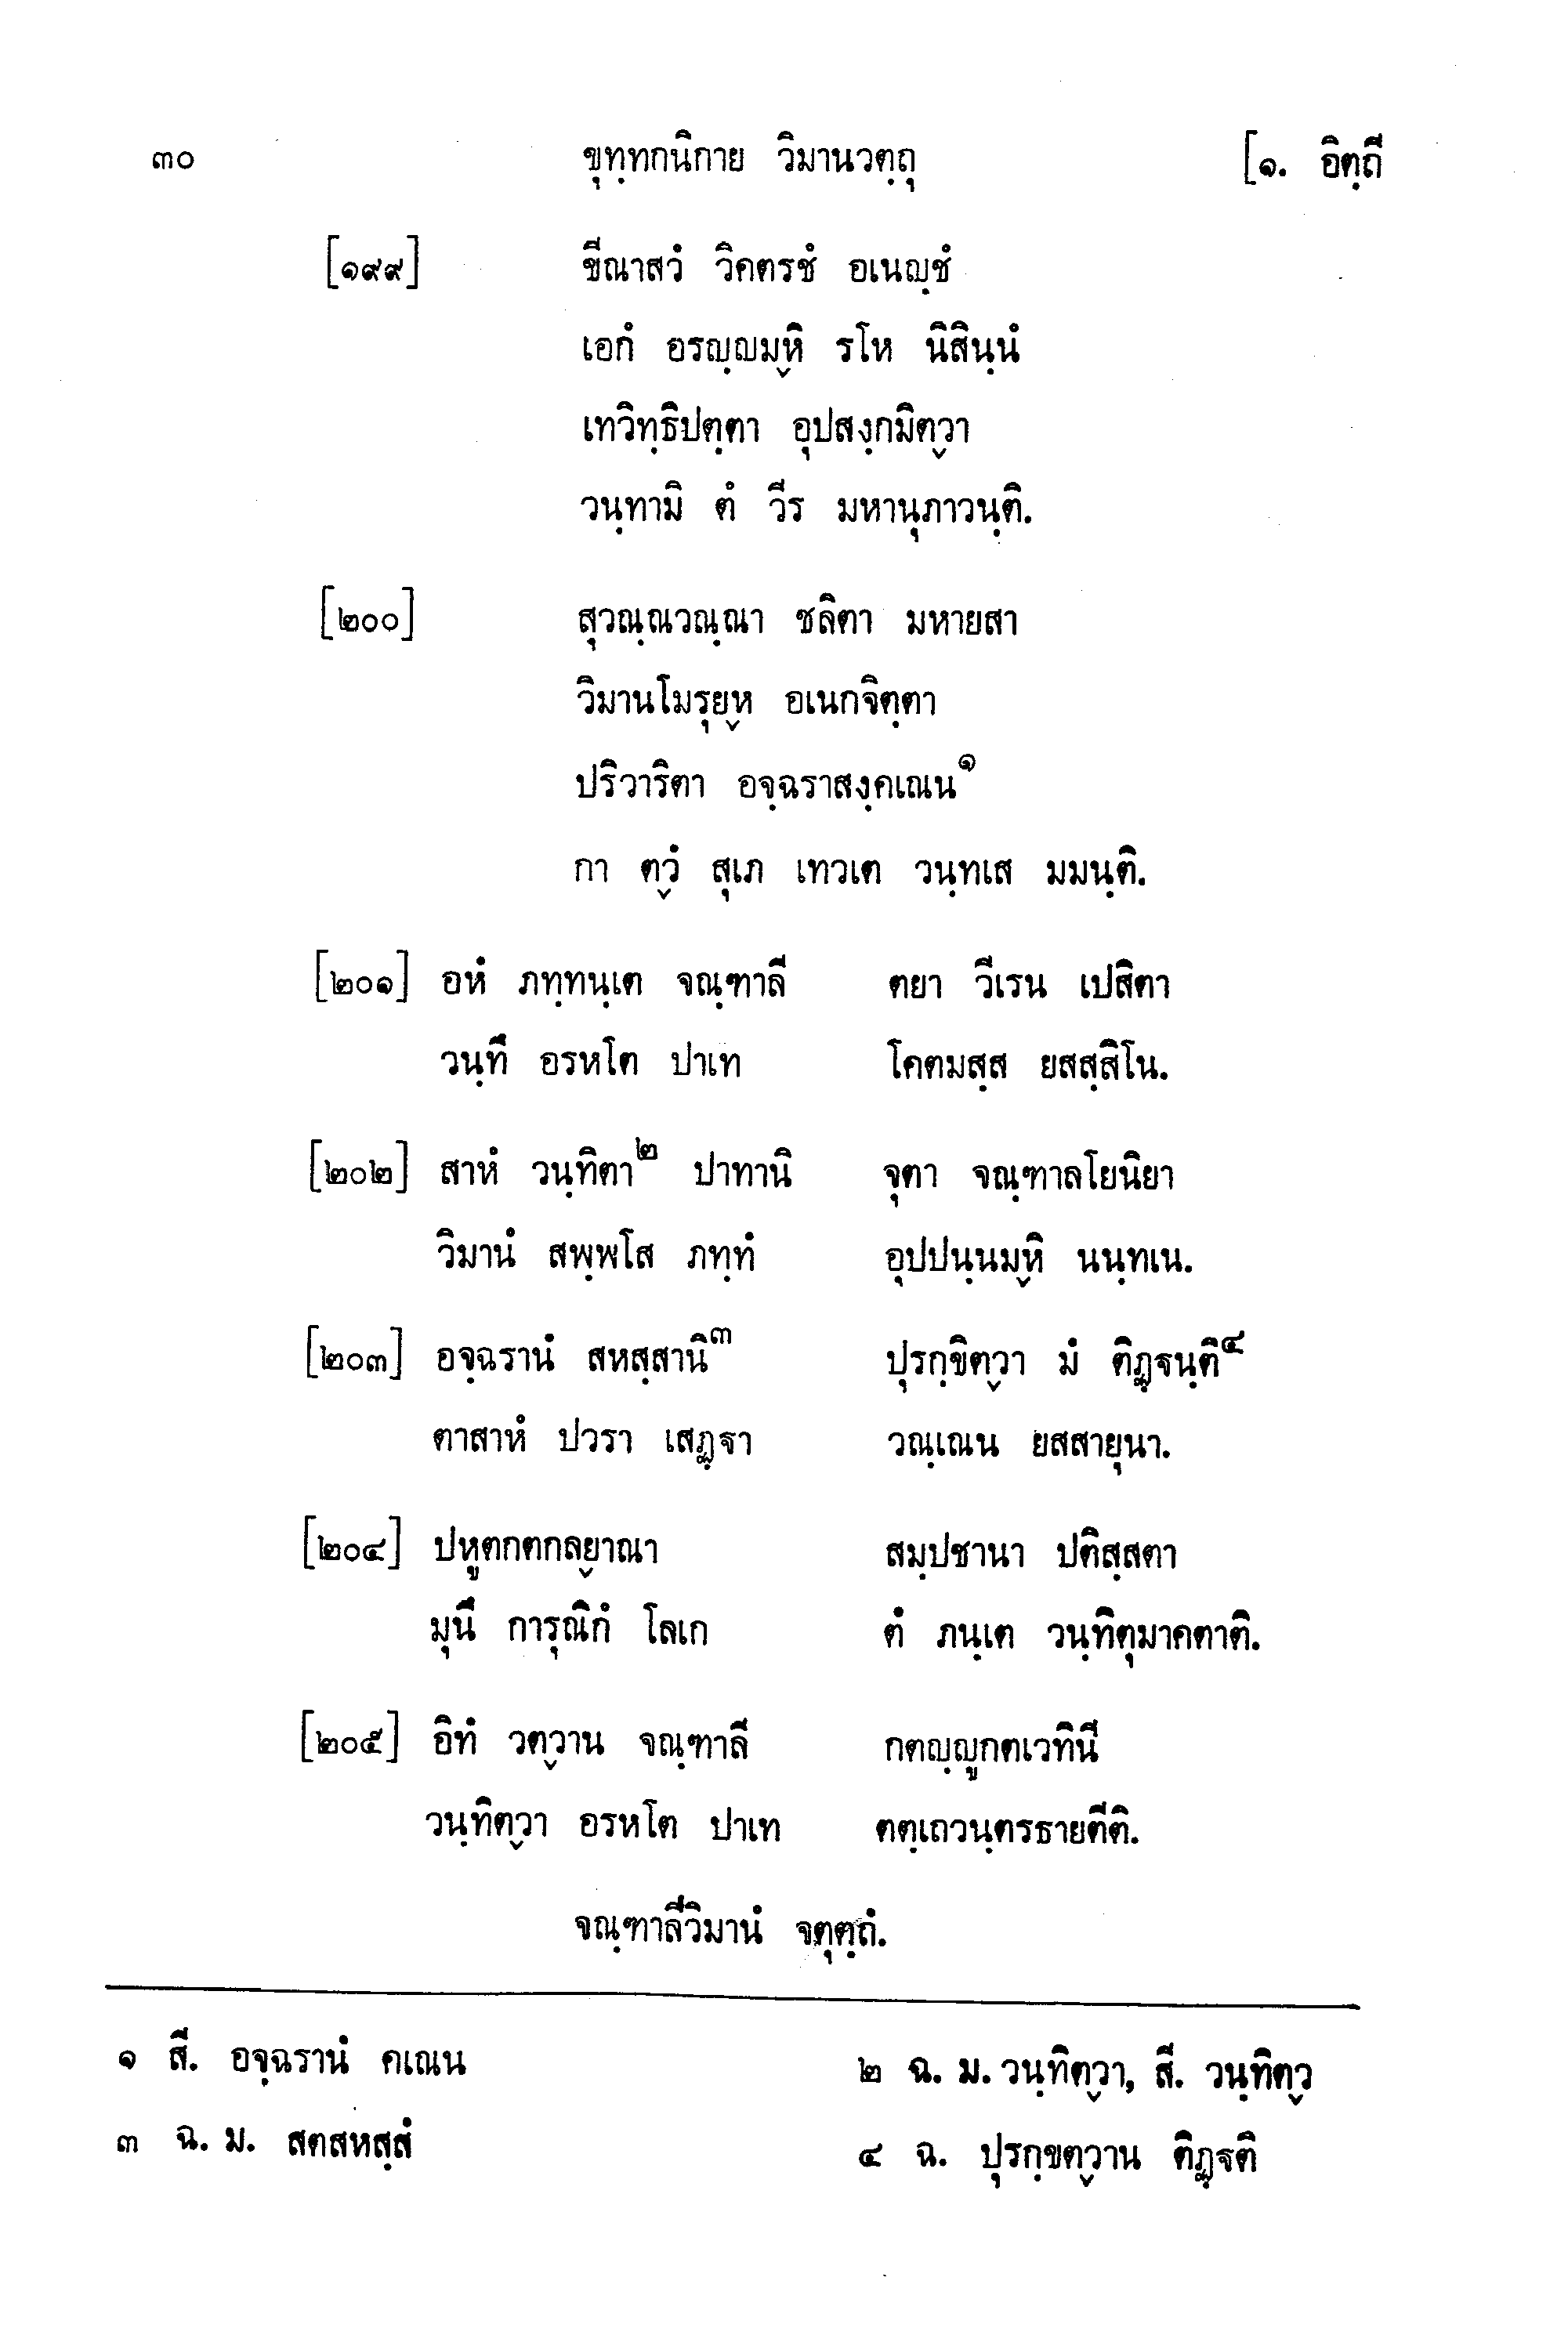 ๓๐ ขุทฺทกนิกาย วิมานวตฺถุ [๑. อิตฺถี
[๑๙๙] ขีณาสวํ วิคตรชํ อเนญฺชํ
เอกํ อรญฺญมฺหิ รโห นิสินฺนํ
เทวิทฺธิปตฺตา อุปสงฺกมิตฺวา
วนฺทามิ ตํ วีร มหานุภาวนฺติ.
[๒๐๐] สุวณฺณวณฺณา ชลิตา มหายสา
วิมานโมรุยฺห อเนกจิตฺตา
ปริวาริตา อจฺฉราสงฺคเณน๑
กา ตฺวํ สุเภ เทวเต วนฺทเส มมนฺติ.
[๒๐๑] อหํ ภทฺทนฺเต จณฺฑาลี ตยา วีเรน เปสิตา
วนฺทึ อรหโต ปาเท โคตมสฺส ยสสฺสิโน.
[๒๐๒] สาหํ วนฺทิตา๒ ปาทานิ จุตา จณฺฑาลโยนิยา
วิมานํ สพฺพโส ภทฺทํ อุปปนฺนมฺหิ นนฺทเน.
[๒๐๓] อจฺฉรานํ สหสฺสานิ๓ ปุรกฺขิตฺวา มํ ติฏฺฐนฺติ๔
ตาสาหํ ปวรา เสฏฺฐา วณฺเณน ยสสายุนา.
[๒๐๔] ปหูตกตกลฺยาณา สมฺปชานา ปติสฺสตา
มุนึ การุณิกํ โลเก ตํ ภนฺเต วนฺทิตุมาคตาติ.
[๒๐๕] อิทํ วตฺวาน จณฺฑาลี กตญฺญูกตเวทินี
วนฺทิตฺวา อรหโต ปาเท ตตฺเถวนฺตรธายตีติ.
จณฺฑาลีวิมานํ จตุตฺถํ.
๑ สี. อจฺฉรานํ คเณน ๒ ฉ. ม. วนฺทิตฺวา, สี. วนฺทิตฺว
๓ ฉ. ม. สตสหสฺสํ ๔ ฉ. ปุรกฺขตฺวาน ติฏฺฐติ